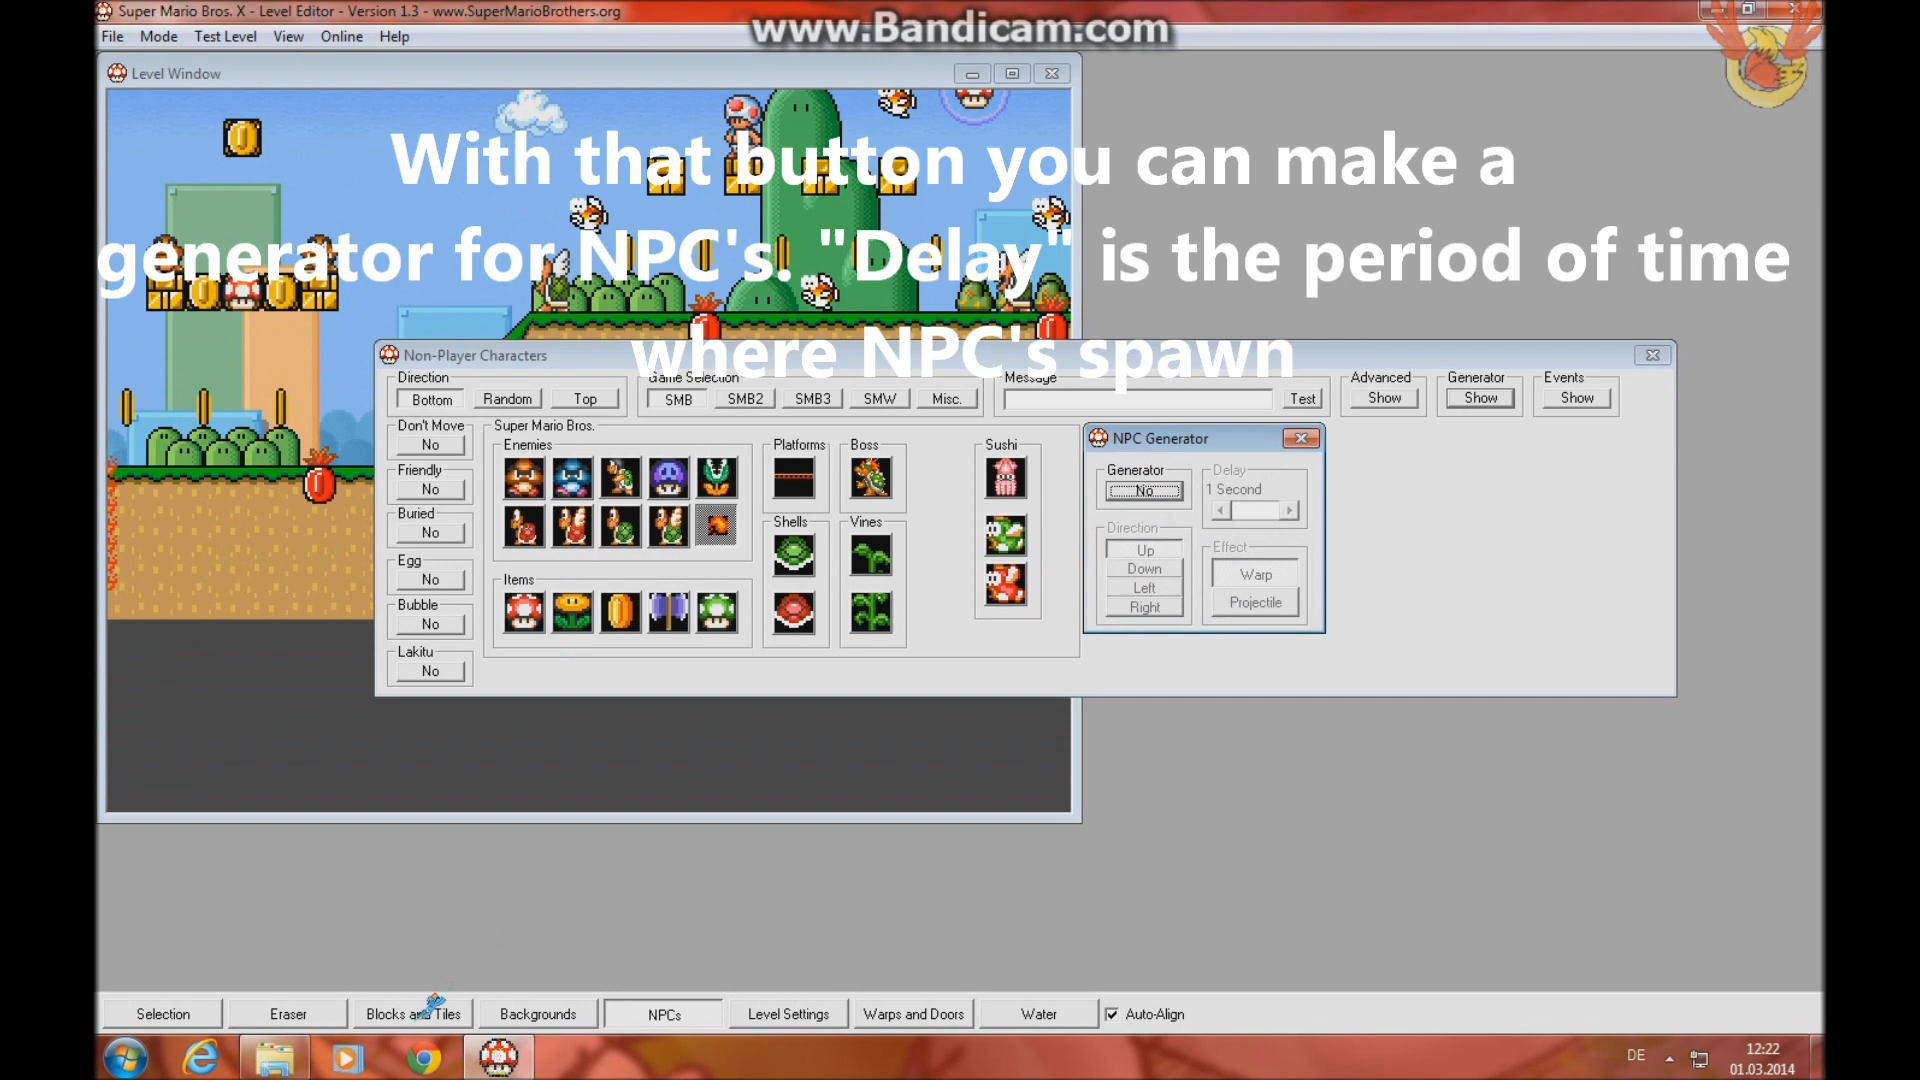 Super Mario Bros. X - Level Editor - Version 1.3 - www.SuperMarioBrothers.org
www.Bandicam.com
File Mode Test Level View Online Help
Level Window
With that button you can make a
generator for NPC's. "Delay" is the period of time
where NPC's spawn
Non-Player Characters
Direction Game Selection Message Advanced Generator Events
Bottom Random Top SMB SMB2 SMB3 SMW Misc. Test Show Show Show
Don't Move
No
Friendly
No
Buried
No
Egg
No
Bubble
No
Lakitu
No
Super Mario Bros.
Enemies
Items
Platforms
Shells
Boss
Vines
Sushi
NPC Generator
Generator
No
Delay
1 Second
Direction
Up
Down
Left
Right
Effect
Warp
Projectile
Selection Eraser Blocks and Tiles Backgrounds NPCs Level Settings Warps and Doors Water Auto-Align
DE
12:22
01.03.2014